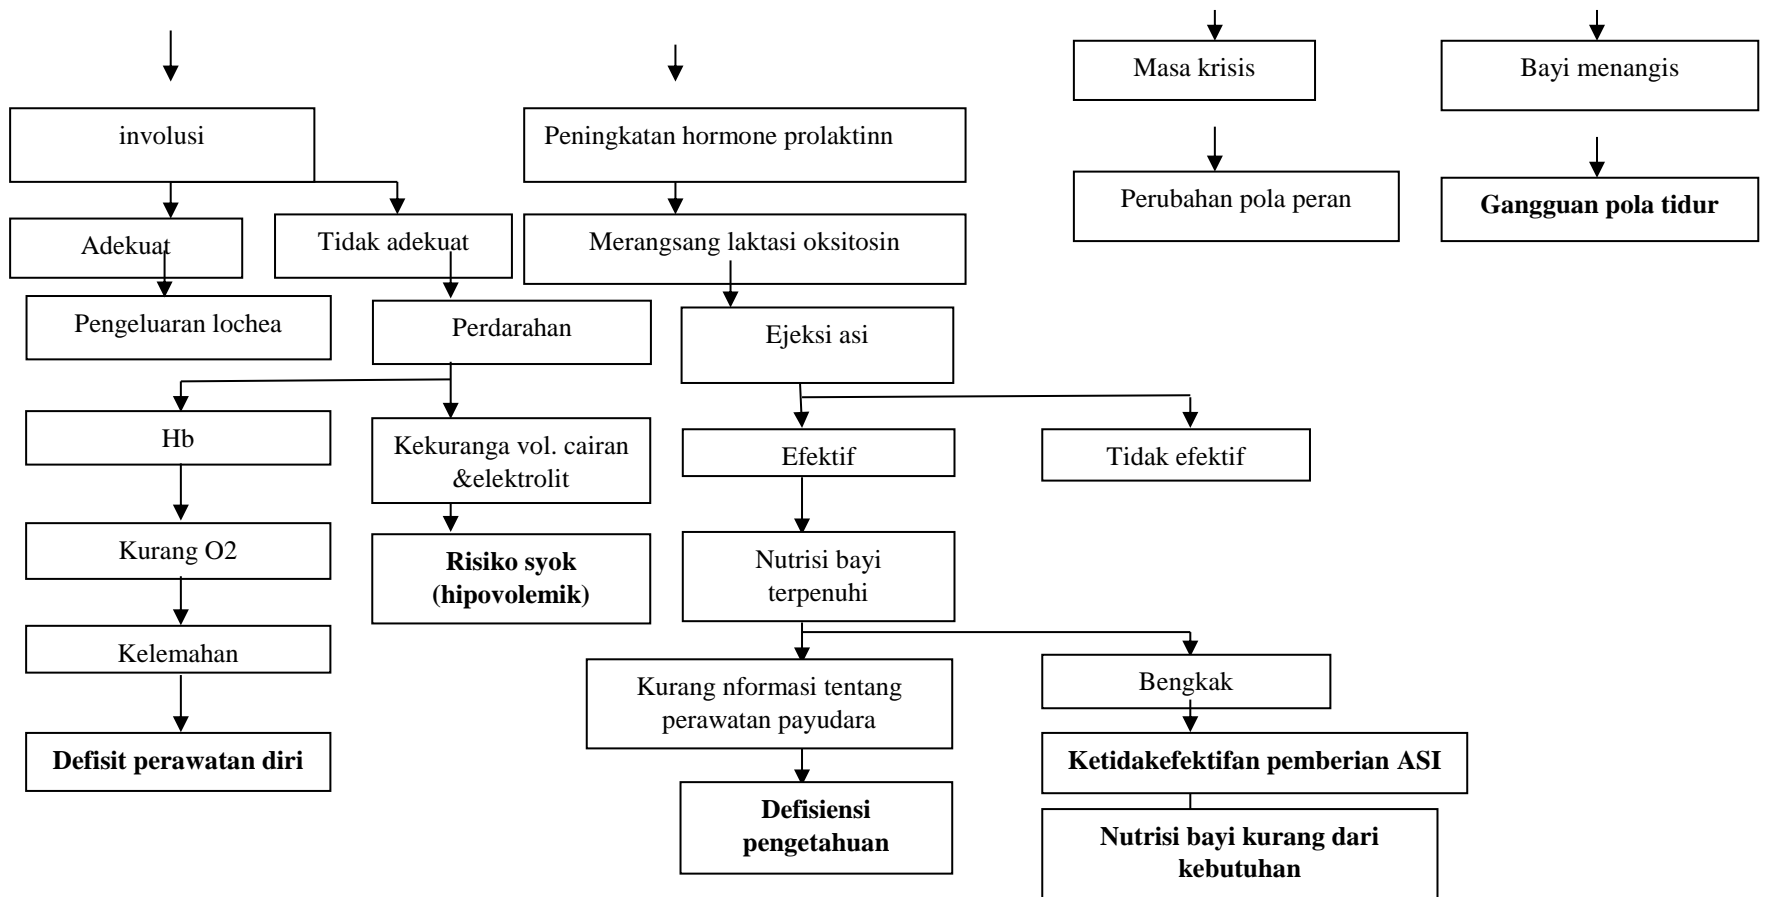 Masa krisis
Bayi menangis
involusi
Peningkatan hormone prolaktinn
Perubahan pola peran
Gangguan pola tidur
Adekuat
Tidak adekuat
Merangsang laktasi oksitosin
Pengeluaran lochea
Perdarahan
Ejeksi asi
Hb
Kekuranga vol. cairan
&elektrolit
Efektif
Tidak efektif
Kurang O2
Risiko syok
(hipovolemik)
Nutrisi bayi
terpenuhi
Kelemahan
Kurang nformasi tentang
perawatan payudara
Bengkak
Defisit perawatan diri
Ketidakefektifan pemberian ASI
Defisiensi
pengetahuan
Nutrisi bayi kurang dari
kebutuhan